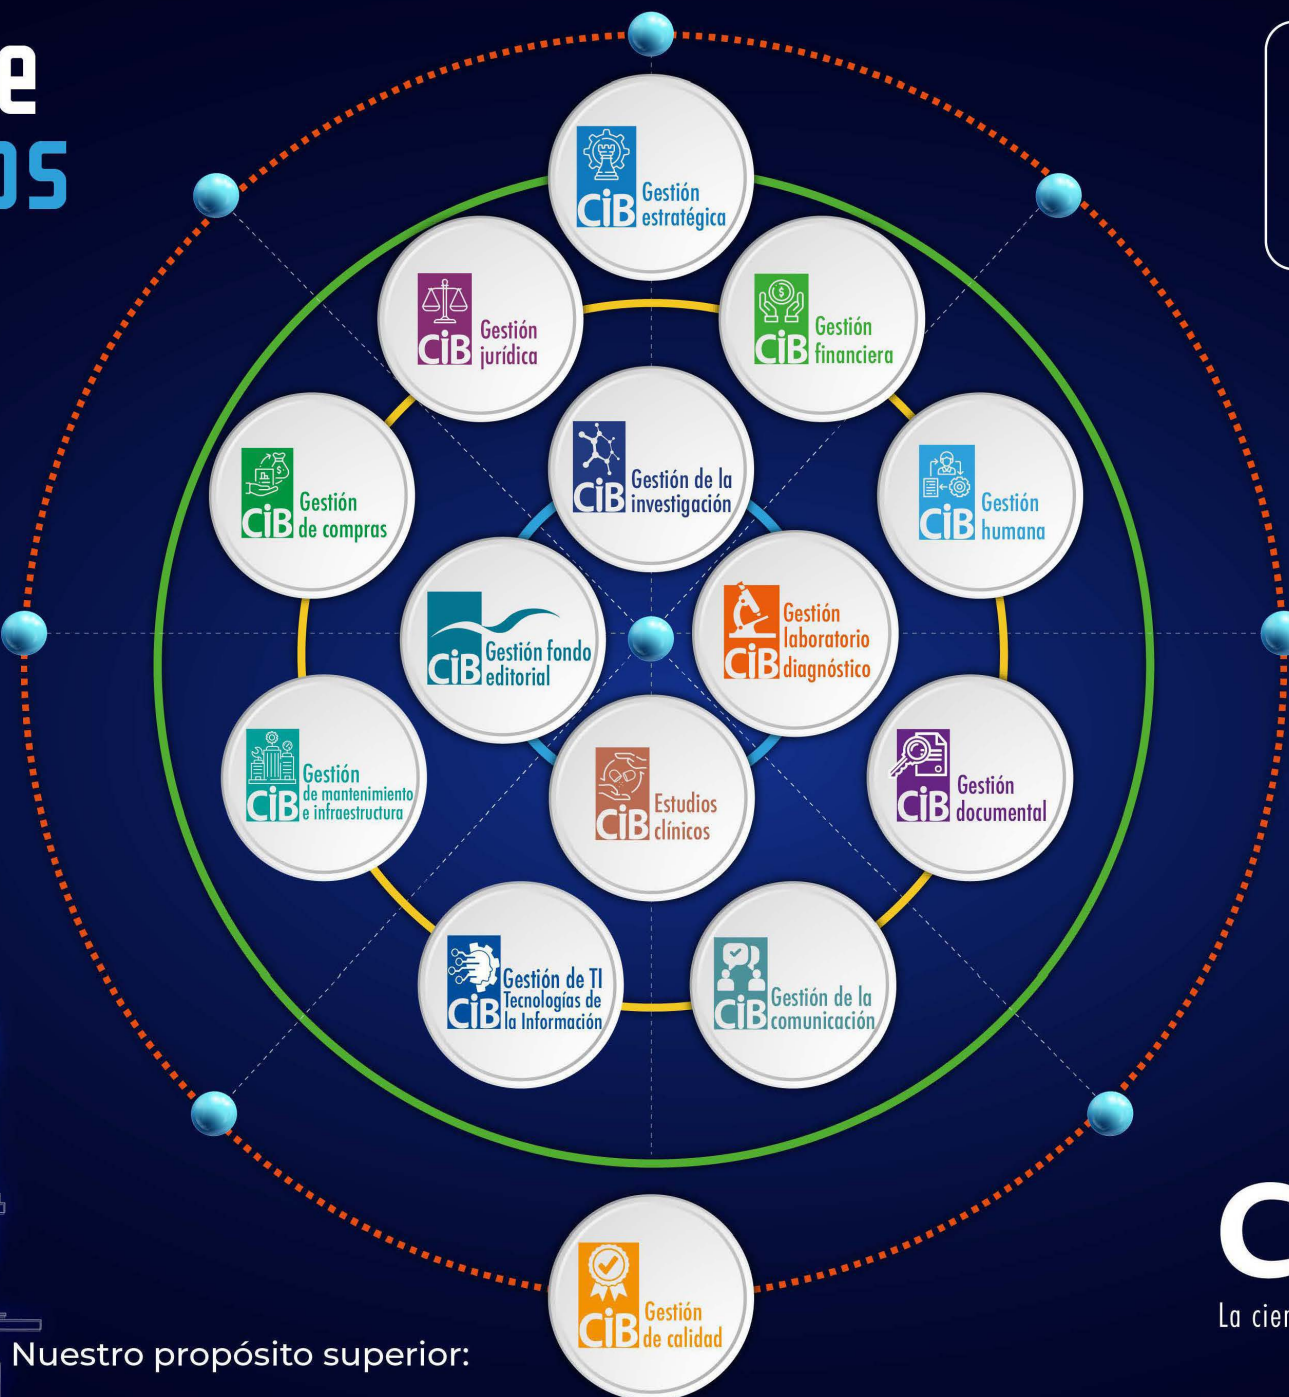 e
os
CiB Gestión
estratégica
CiB Gestión
jurídica
CiB Gestión
financiera
CiB Gestión
de compras
CiB Gestión de la
investigación
CiB Gestión
humana
CiB Gestión fondo
editorial
CiB Gestión
laboratorio
diagnóstico
CiB Gestión
de mantenimiento
e infraestructura
CiB Estudios
clínicos
CiB Gestión
documental
CiB Gestión de TI
Tecnologías de
la Información
CiB Gestión de la
comunicación
CiB Gestión
de calidad
C
La cien
Nuestro propósito superior: